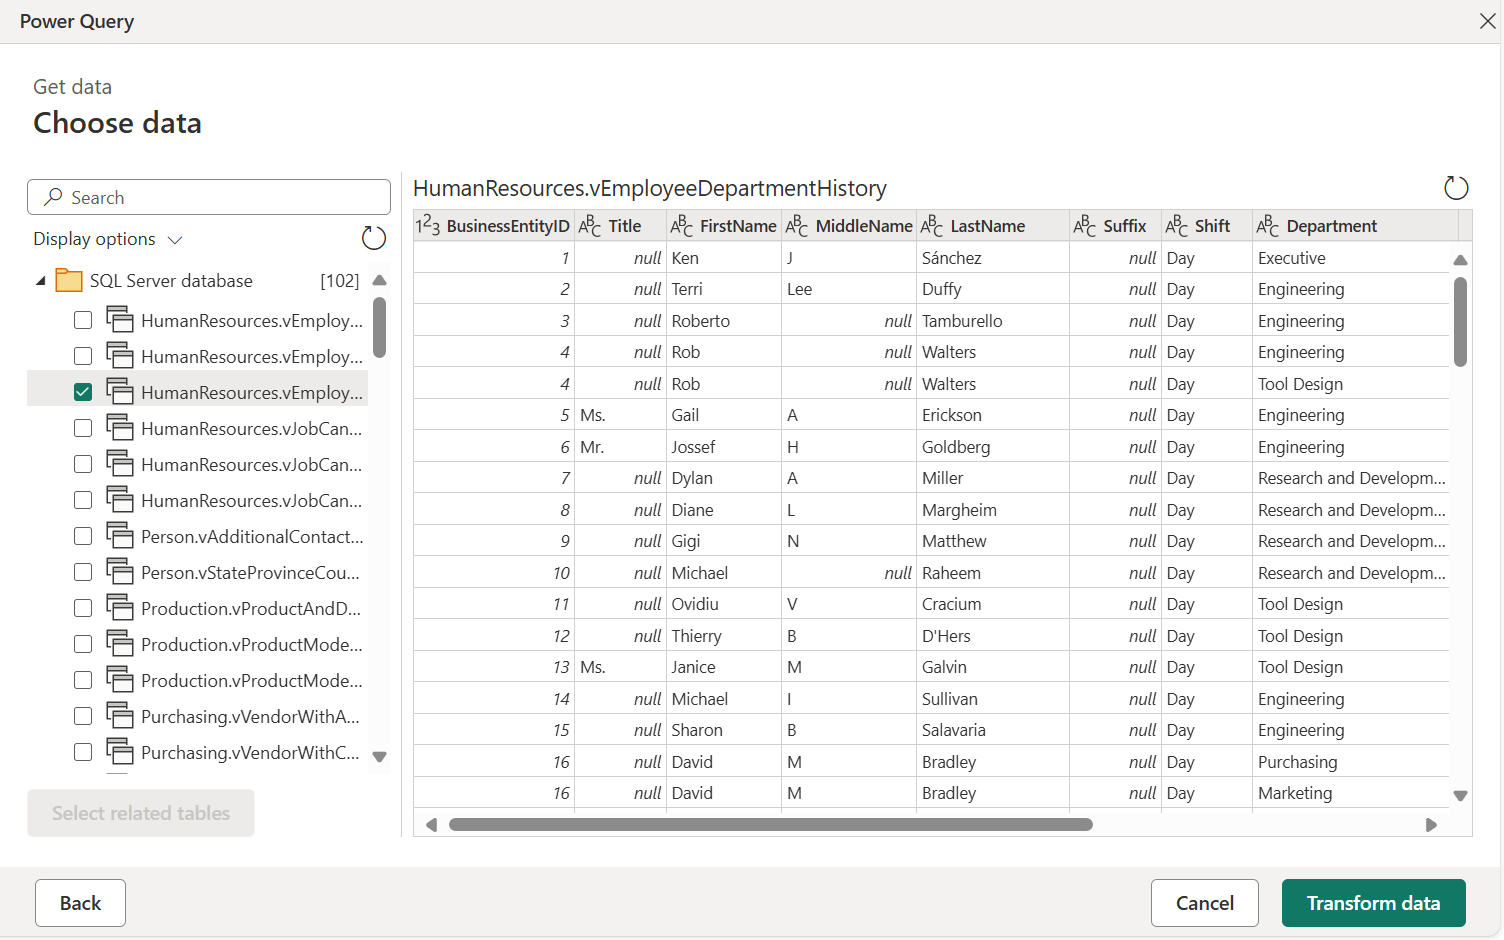 Power Query
Get data
Choose data
Search
Display options
SQL Server database [102]
HumanResources.vEmploy...
HumanResources.vEmploy...
HumanResources.vEmploy...
HumanResources.vJobCan...
HumanResources.vJobCan...
HumanResources.vJobCan...
Person.vAdditionalContact...
Person.vStateProvinceCou...
Production.vProductAndD...
Production.vProductMode...
Production.vProductMode...
Purchasing.vVendorWithA...
Purchasing.vVendorWithC...
Select related tables
HumanResources.vEmployeeDepartmentHistory
123 BusinessEntityID ABC Title ABC FirstName ABC MiddleName ABC LastName ABC Suffix ABC Shift ABC Department
1 null Ken J Sánchez null Day Executive
2 null Terri Lee Duffy null Day Engineering
3 null Roberto null Tamburello null Day Engineering
4 null Rob null Walters null Day Engineering
4 null Rob null Walters null Day Tool Design
5 Ms. Gail A Erickson null Day Engineering
6 Mr. Jossef H Goldberg null Day Engineering
7 null Dylan A Miller null Day Research and Developm...
8 null Diane L Margheim null Day Research and Developm...
9 null Gigi N Matthew null Day Research and Developm...
10 null Michael null Raheem null Day Research and Developm...
11 null Ovidiu V Cracium null Day Tool Design
12 null Thierry B D'Hers null Day Tool Design
13 Ms. Janice M Galvin null Day Tool Design
14 null Michael I Sullivan null Day Engineering
15 null Sharon B Salavaria null Day Engineering
16 null David M Bradley null Day Purchasing
16 null David M Bradley null Day Marketing
Back
Cancel
Transform data